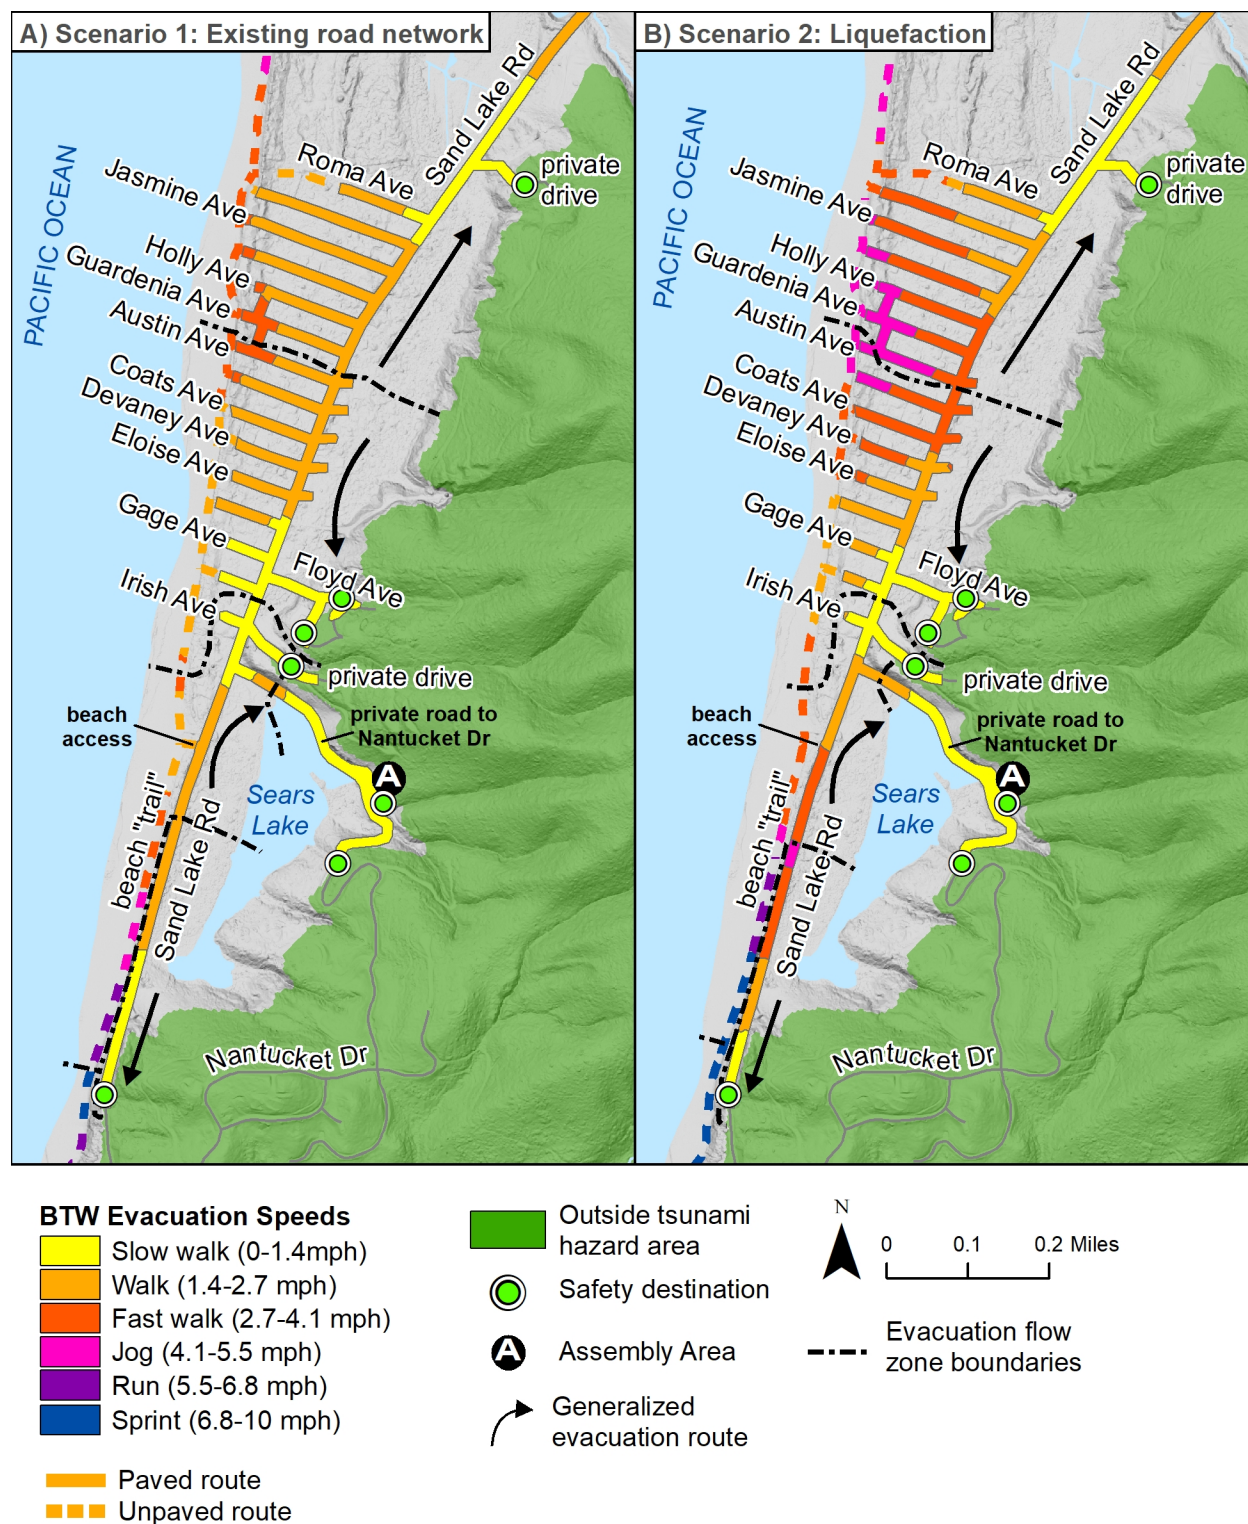 A) Scenario 1: Existing road network
Sand Lake Rd
private
drive
Roma Ave
PACIFIC OCEAN
Jasmine Ave
Holly Ave
Guardenia Ave
Austin Ave
Coats Ave
Devaney Ave
Eloise Ave
Gage Ave
Floyd Ave
Irish Ave
private drive
beach
access
private road to
Nantucket Dr
A
Sears
Lake
beach "trail"
Sand Lake Rd
Nantucket Dr
B) Scenario 2: Liquefaction
Sand Lake Rd
private
drive
Roma Ave
PACIFIC OCEAN
Jasmine Ave
Holly Ave
Guardenia Ave
Austin Ave
Coats Ave
Devaney Ave
Eloise Ave
Gage Ave
Floyd Ave
Irish Ave
private drive
beach
access
private road to
Nantucket Dr
A
Sears
Lake
beach "trail"
Sand Lake Rd
Nantucket Dr
BTW Evacuation Speeds
Slow walk (0-1.4mph)
Walk (1.4-2.7 mph)
Fast walk (2.7-4.1 mph)
Jog (4.1-5.5 mph)
Run (5.5-6.8 mph)
Sprint (6.8-10 mph)
Paved route
Unpaved route
Outside tsunami
hazard area
Safety destination
A Assembly Area
Generalized
evacuation route
N
0 0.1 0.2 Miles
Evacuation flow
zone boundaries